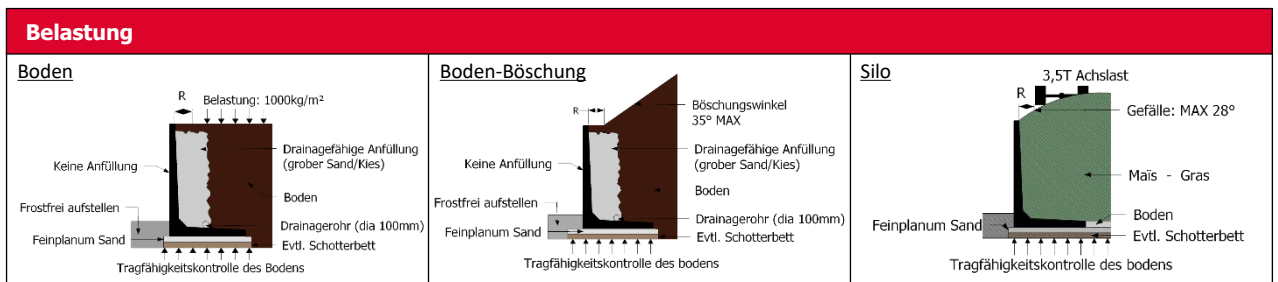 Belastung
Boden
R
Belastung: 1000kg/m²
Drainagefähige Anfüllung
(grober Sand/Kies)
Keine Anfüllung
Boden
Frostfrei aufstellen
Drainagerohr (dia 100mm)
Feinplanum Sand
Evtl. Schotterbett
Tragfähigkeitskontrolle des Bodens
Boden-Böschung
R
Böschungswinkel
35° MAX
Drainagefähige Anfüllung
(grober Sand/Kies)
Keine Anfüllung
Boden
Frostfrei aufstellen
Drainagerohr (dia 100mm)
Feinplanum Sand
Evtl. Schotterbett
Tragfähigkeitskontrolle des bodens
Silo
3,5T Achslast
R
Gefälle: MAX 28°
Maïs - Gras
Boden
Feinplanum Sand
Evtl. Schotterbett
Tragfähigkeitskontrolle des bodens